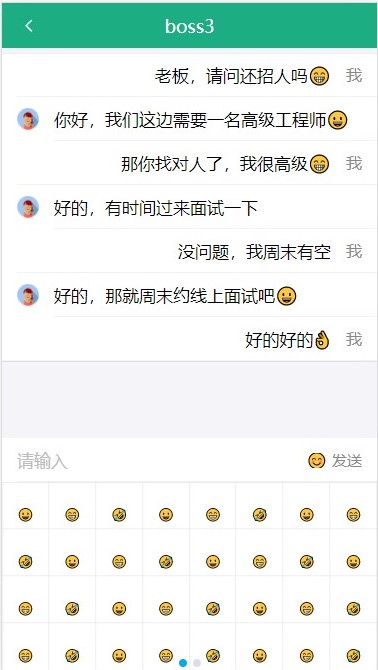 boss3
老板，请问还招人吗😁 我
你好，我们这边需要一名高级工程师😀
那你找对人了，我很高级😁 我
好的，有时间过来面试一下
没问题，我周末有空 我
好的，那就周末约线上面试吧😀
好的好的👌 我
请输入 😊 发送